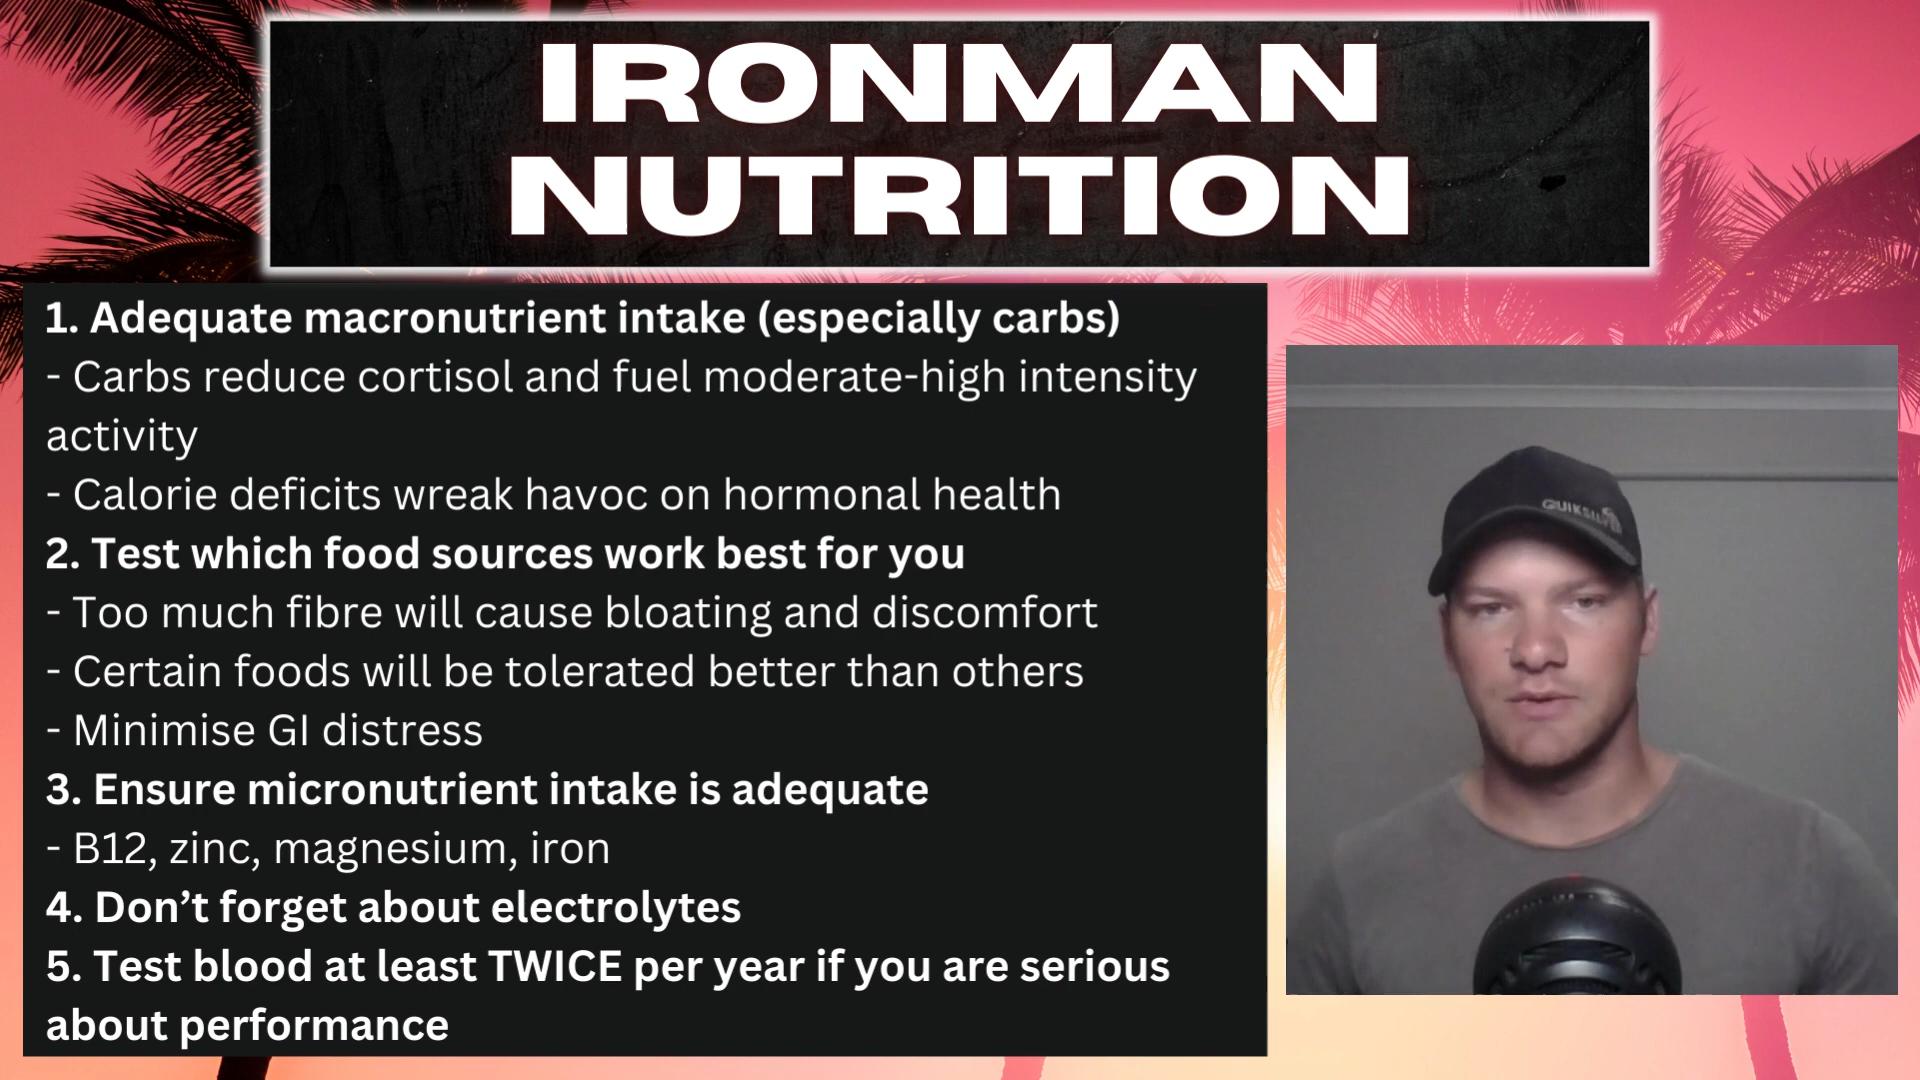 IRONMAN
NUTRITION
1. Adequate macronutrient intake (especially carbs)
- Carbs reduce cortisol and fuel moderate-high intensity
activity
- Calorie deficits wreak havoc on hormonal health
2. Test which food sources work best for you
- Too much fibre will cause bloating and discomfort
- Certain foods will be tolerated better than others
- Minimise GI distress
3. Ensure micronutrient intake is adequate
- B12, zinc, magnesium, iron
4. Don’t forget about electrolytes
5. Test blood at least TWICE per year if you are serious
about performance
QUIKSILVER